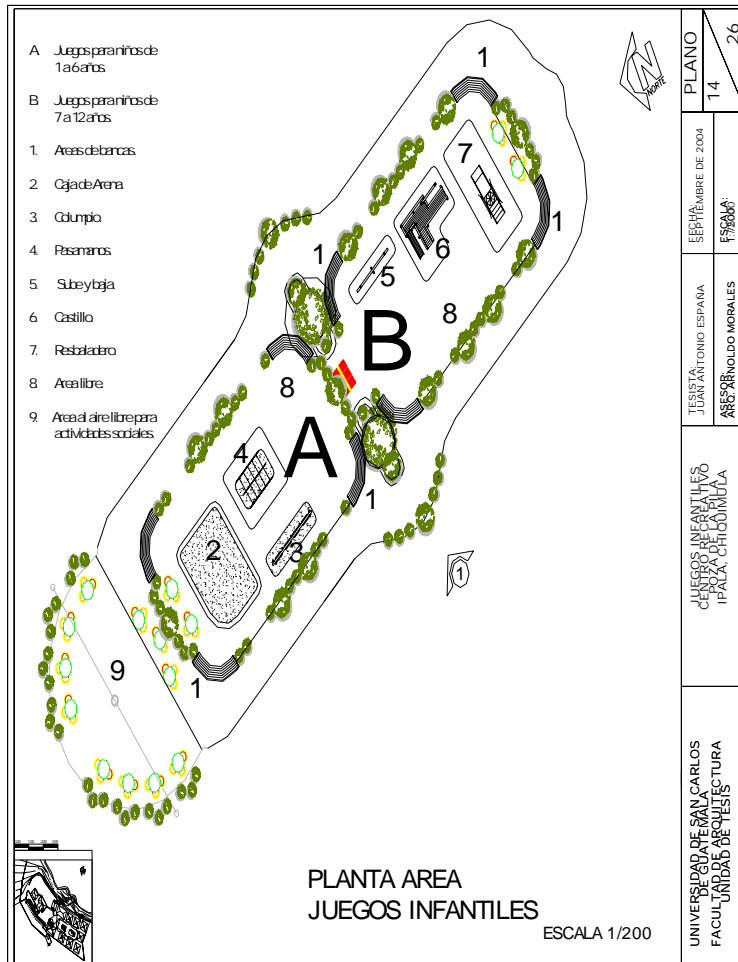 A Juegos para niños de
1 a 6 años.
B Juegos para niños de
7 a 12 años.
1. Areas de bancas.
2 Caja de Arena
3. Columpio.
4. Pasamanos.
5. Sube y baja
6. Castillo.
7. Resbaladero.
8. Area libre.
9. Area al aire libre para
actividades sociales.
1
7
1
1
6
5
8
B
8
A
4
1
3
2
9
1
1
NORTE
PLANTA AREA
JUEGOS INFANTILES
ESCALA 1/200
PLANO
14
26
FECHA:
SEPTIEMBRE DE 2004
ESCALA:
TESISTA:
JUAN ANTONIO ESPAÑA
ASESOR:
ARQ. ARNOLDO MORALES
JUEGOS INFANTILES
CENTRO RECREATIVO
POZA DE LA PILA
IPALA, CHIQUIMULA
UNIVERSIDAD DE SAN CARLOS
DE GUATEMALA
FACULTAD DE ARQUITECTURA
UNIDAD DE TESIS